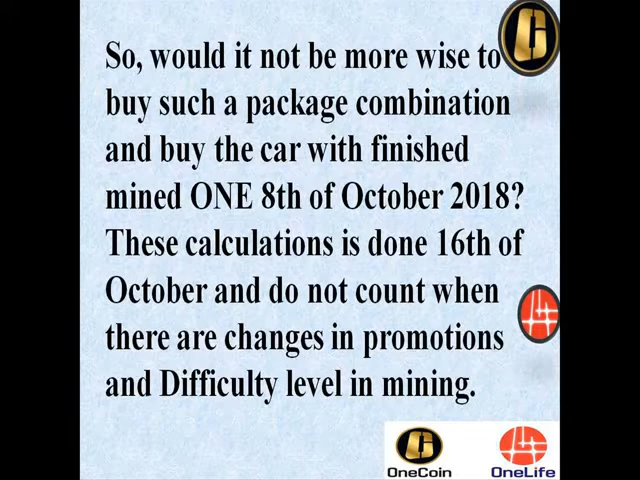 So, would it not be more wise to
buy such a package combination
and buy the car with finished
mined ONE 8th of October 2018?
These calculations is done 16th of
October and do not count when
there are changes in promotions
and Difficulty level in mining.
OneCoin OneLife